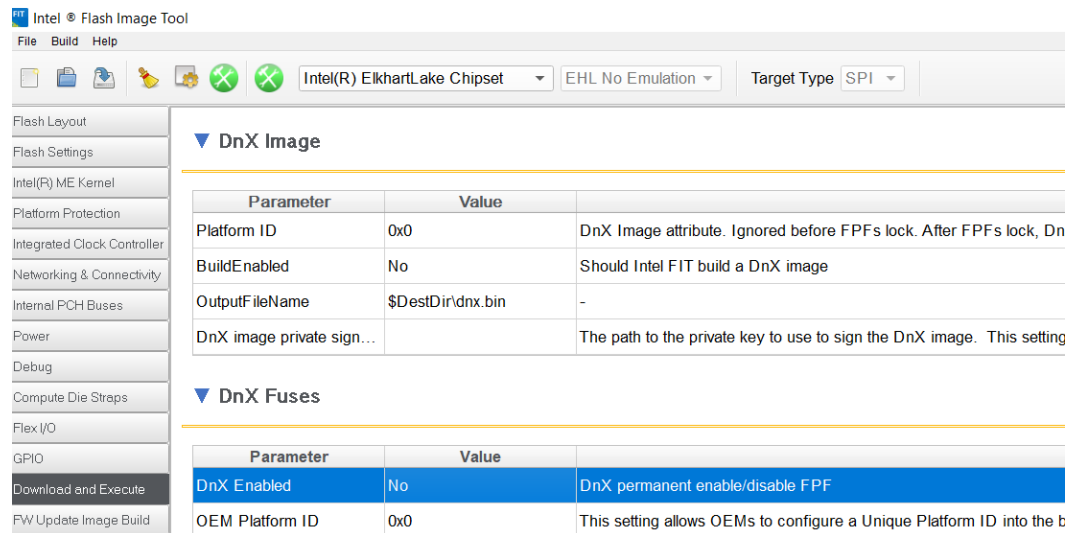 FIT Intel ® Flash Image Tool
File Build Help
Intel(R) ElkhartLake Chipset EHL No Emulation Target Type SPI
Flash Layout
Flash Settings
Intel(R) ME Kernel
Platform Protection
Integrated Clock Controller
Networking & Connectivity
Internal PCH Buses
Power
Debug
Compute Die Straps
Flex I/O
GPIO
Download and Execute
FW Update Image Build
DnX Image
Parameter Value
Platform ID 0x0 DnX Image attribute. Ignored before FPFs lock. After FPFs lock, Dn
BuildEnabled No Should Intel FIT build a DnX image
OutputFileName $DestDir\dnx.bin -
DnX image private sign... The path to the private key to use to sign the DnX image. This setting
DnX Fuses
Parameter Value
DnX Enabled No DnX permanent enable/disable FPF
OEM Platform ID 0x0 This setting allows OEMs to configure a Unique Platform ID into the b